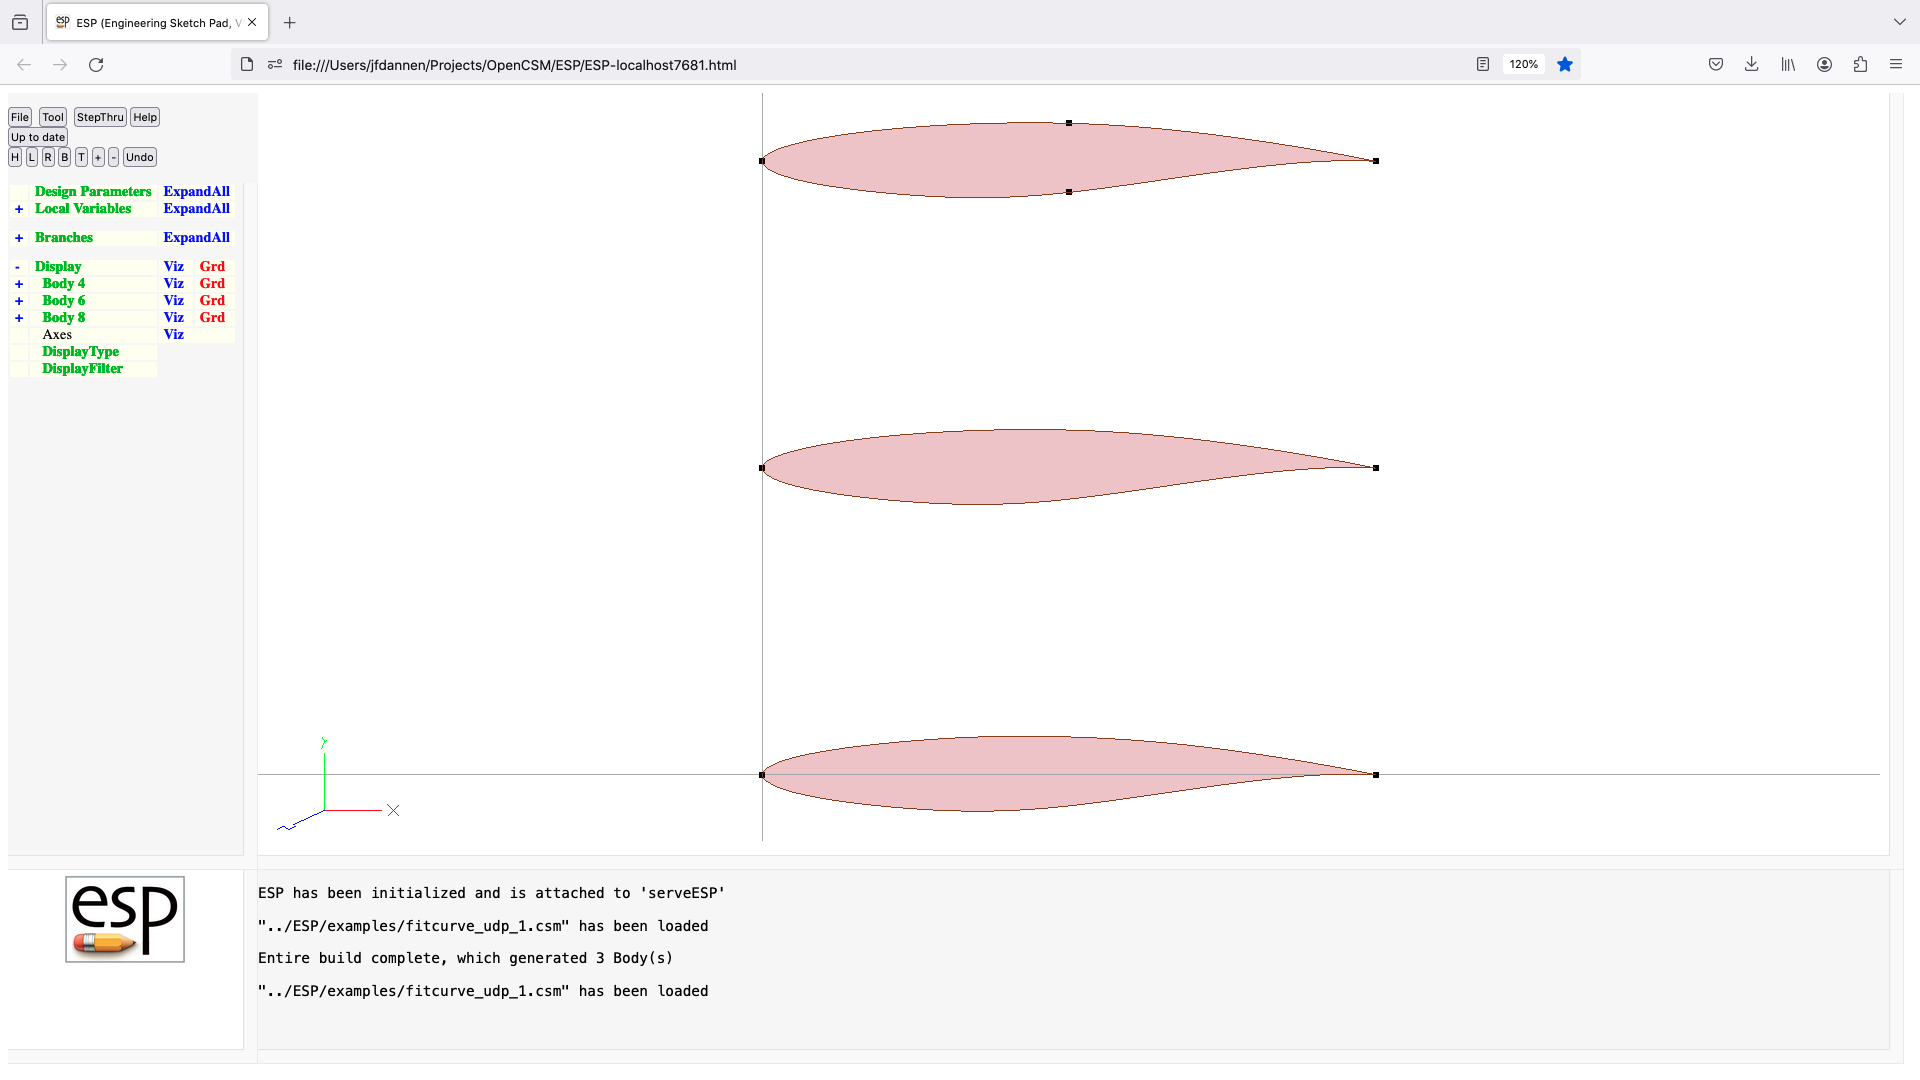 ESP (Engineering Sketch Pad, V
file:///Users/jfdannen/Projects/OpenCSM/ESP/ESP-localhost7681.html
120%
File Tool StepThru Help
Up to date
H L R B T + - Undo
Design Parameters ExpandAll
+ Local Variables ExpandAll
+ Branches ExpandAll
- Display Viz Grd
+ Body 4 Viz Grd
+ Body 6 Viz Grd
+ Body 8 Viz Grd
Axes Viz
DisplayType
DisplayFilter
Y
X
Z
esp
ESP has been initialized and is attached to 'serveESP'
"../ESP/examples/fitcurve_udp_1.csm" has been loaded
Entire build complete, which generated 3 Body(s)
"../ESP/examples/fitcurve_udp_1.csm" has been loaded